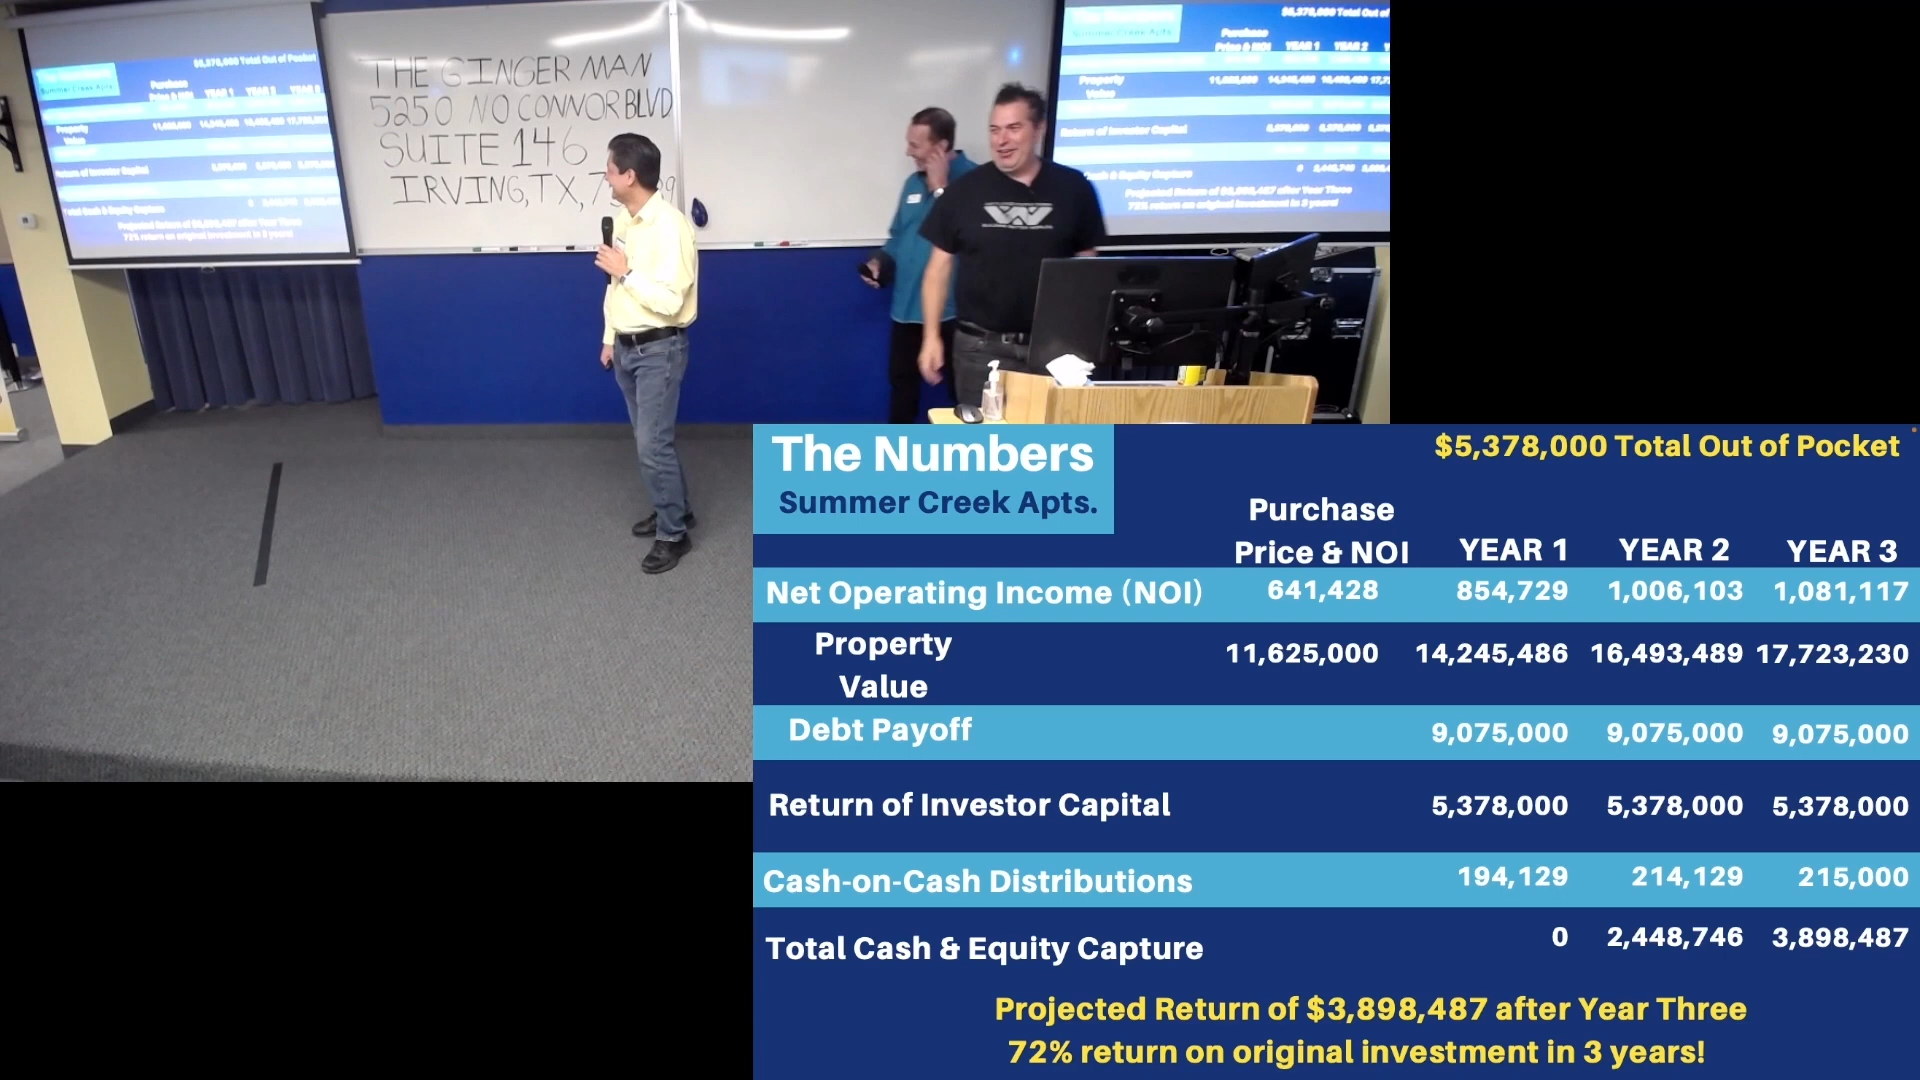 THE GINGER MAN
5250 NO CONNOR BLVD
SUITE 146
IRVING, TX,
The Numbers
Summer Creek Apts.
$5,378,000 Total Out of Pocket
Purchase
Price & NOI YEAR 1 YEAR 2 YEAR 3
Net Operating Income (NOI) 641,428 854,729 1,006,103 1,081,117
Property
Value 11,625,000 14,245,486 16,493,489 17,723,230
Debt Payoff 9,075,000 9,075,000 9,075,000
Return of Investor Capital 5,378,000 5,378,000 5,378,000
Cash-on-Cash Distributions 194,129 214,129 215,000
Total Cash & Equity Capture 0 2,448,746 3,898,487
Projected Return of $3,898,487 after Year Three
72% return on original investment in 3 years!